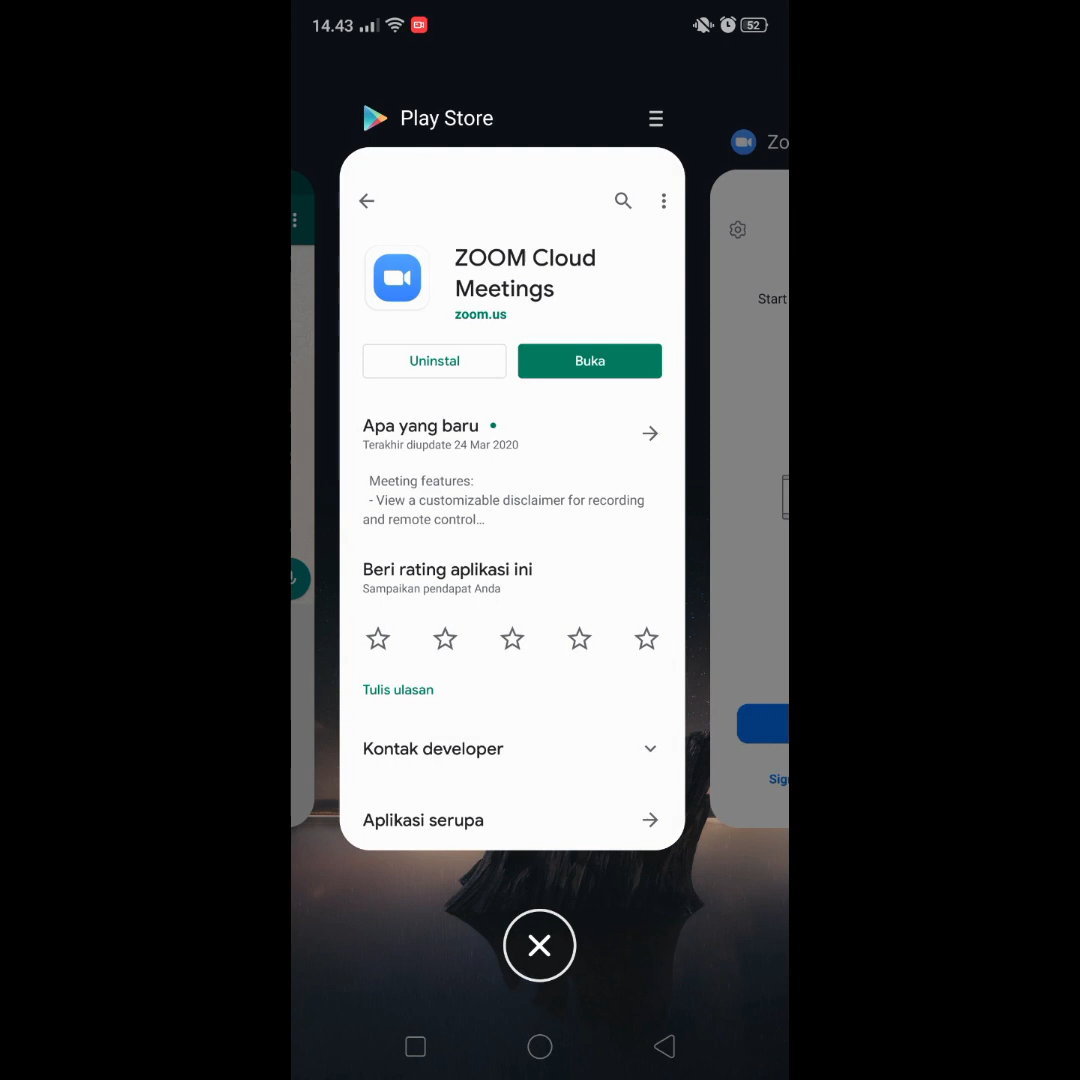 14.43
52
Play Store
Zo
ZOOM Cloud
Meetings
zoom.us
Uninstal
Buka
Start
Apa yang baru
Terakhir diupdate 24 Mar 2020
Meeting features:
- View a customizable disclaimer for recording
and remote control...
Beri rating aplikasi ini
Sampaikan pendapat Anda
Tulis ulasan
Kontak developer
Sig
Aplikasi serupa